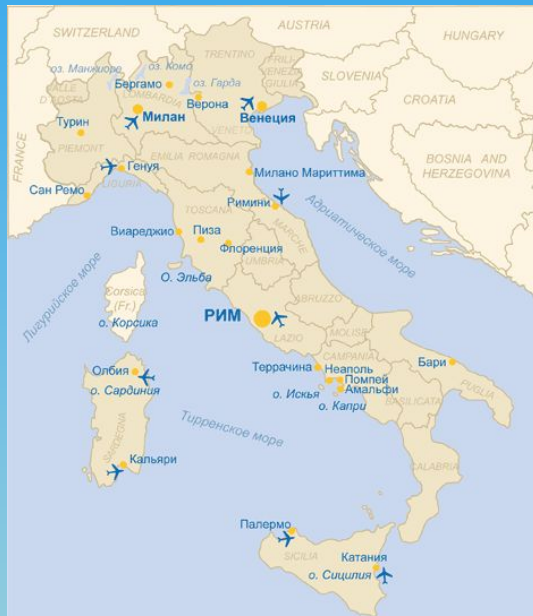 SWITZERLAND
AUSTRIA
HUNGARY
SLOVENIA
CROATIA
BOSNIA AND
HERZEGOVINA
FRANCE
TRENTINO
FRIU-
VENEZIA
GIULIA
оз. Манжиоре
оз. Комо
оз. Гарда
VALLE
D'AOSTA
Бергамо
LOMBARDIA
Верона
Милан
Венеция
VENETO
Турин
PIEMONT
EMILIA ROMAGNA
Генуя
LIGURIA
Милано Мариттима
Сан Ремо
Римини
Адриатическое море
TOSCANA
MARCHE
Виареджио
Пиза
Флоренция
UMBRIA
О. Эльба
Лигурийское море
Corsica
(Fr.)
о. Корсика
ABRUZZO
РИМ
LAZIO
MOLISE
CAMPANIA
Террачина
Неаполь
Помпей
Амальфи
о. Искья
о. Капри
Бари
PUGLIA
BASILICATA
Олбия
о. Сардиния
SARDEGNA
Тирренское море
CALABRIA
Кальяри
Палермо
SICILIA
Катания
о. Сицилия